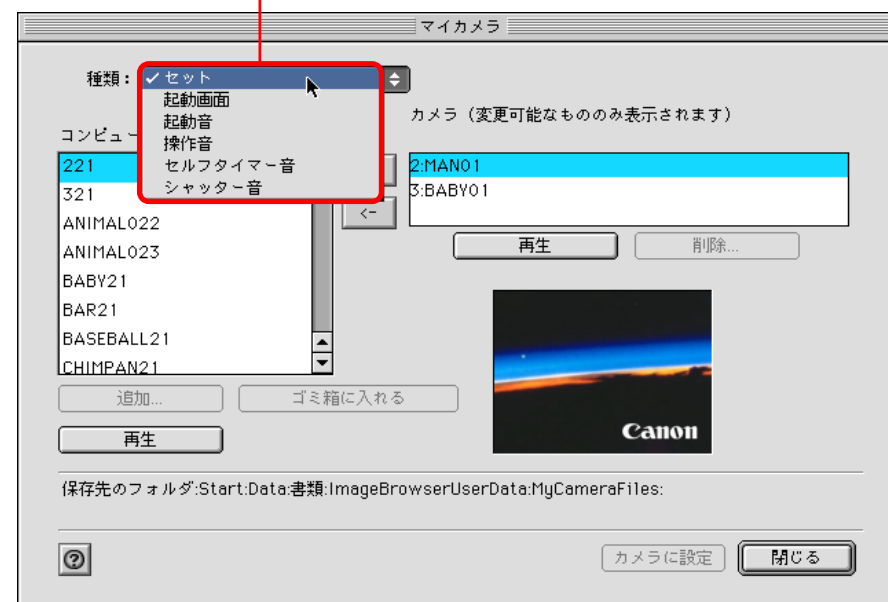 マイカメラ
種類：
✓セット
起動画面
起動音
操作音
セルフタイマー音
シャッター音
コンピュー
カメラ（変更可能なもののみ表示されます）
221
321
ANIMAL022
ANIMAL023
BABY21
BAR21
BASEBALL21
CHIMPAN21
<-
2:MAN01
3:BABY01
再生
削除...
追加...
ゴミ箱に入れる
再生
Canon
保存先のフォルダ:Start:Data:書類:ImageBrowserUserData:MyCameraFiles:
?
カメラに設定
閉じる